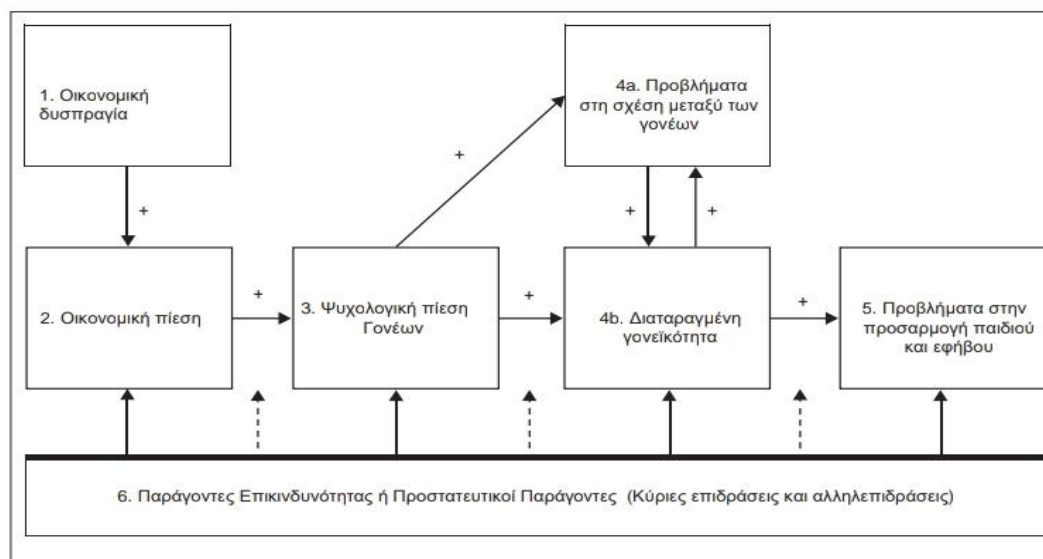 1. Οικονομική
δυσπραγία
4a. Προβλήματα
στη σχέση μεταξύ των
γονέων
+
+
+
+
2. Οικονομική πίεση
+
3. Ψυχολογική πίεση
Γονέων
+
4b. Διαταραγμένη
γονεϊκότητα
+
5. Προβλήματα στην
προσαρμογή παιδιού
και εφήβου
6. Παράγοντες Επικινδυνότητας ή Προστατευτικοί Παράγοντες (Κύριες επιδράσεις και αλληλεπιδράσεις)